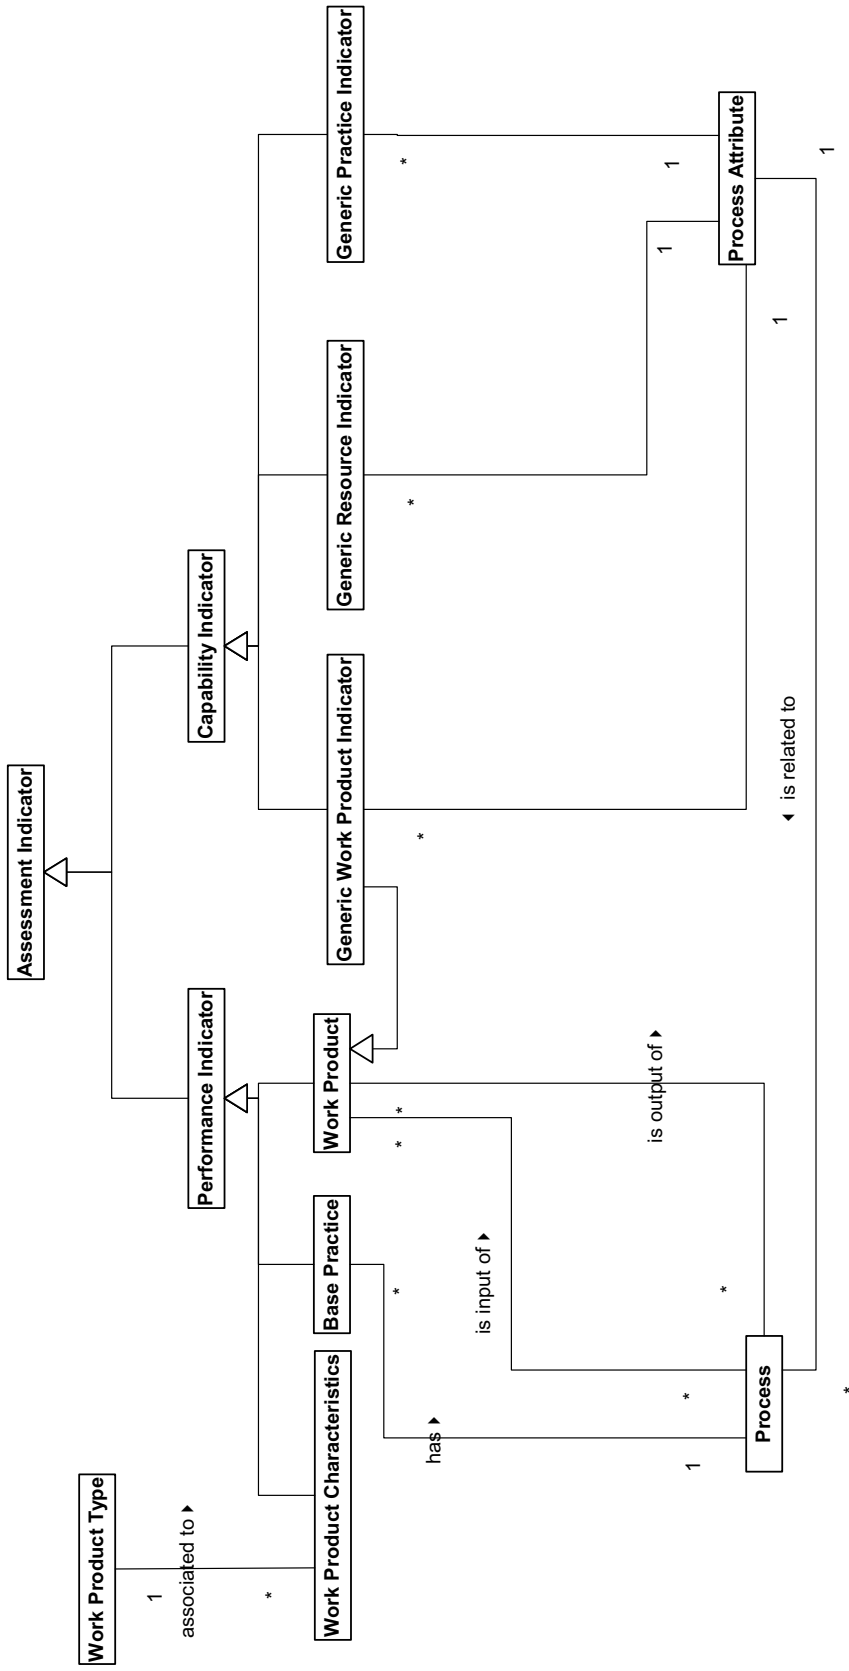 Assessment Indicator
Work Product Type
1
associated to ▶
Performance Indicator
Capability Indicator
*
Work Product Characteristics
Base Practice
Work Product
Generic Work Product Indicator
Generic Resource Indicator
Generic Practice Indicator
*
*
*
*
*
*
has ▶
is input of ▶
is output of ▶
1
1
*
1
*
Process Attribute
Process
1
◀ is related to
1
*